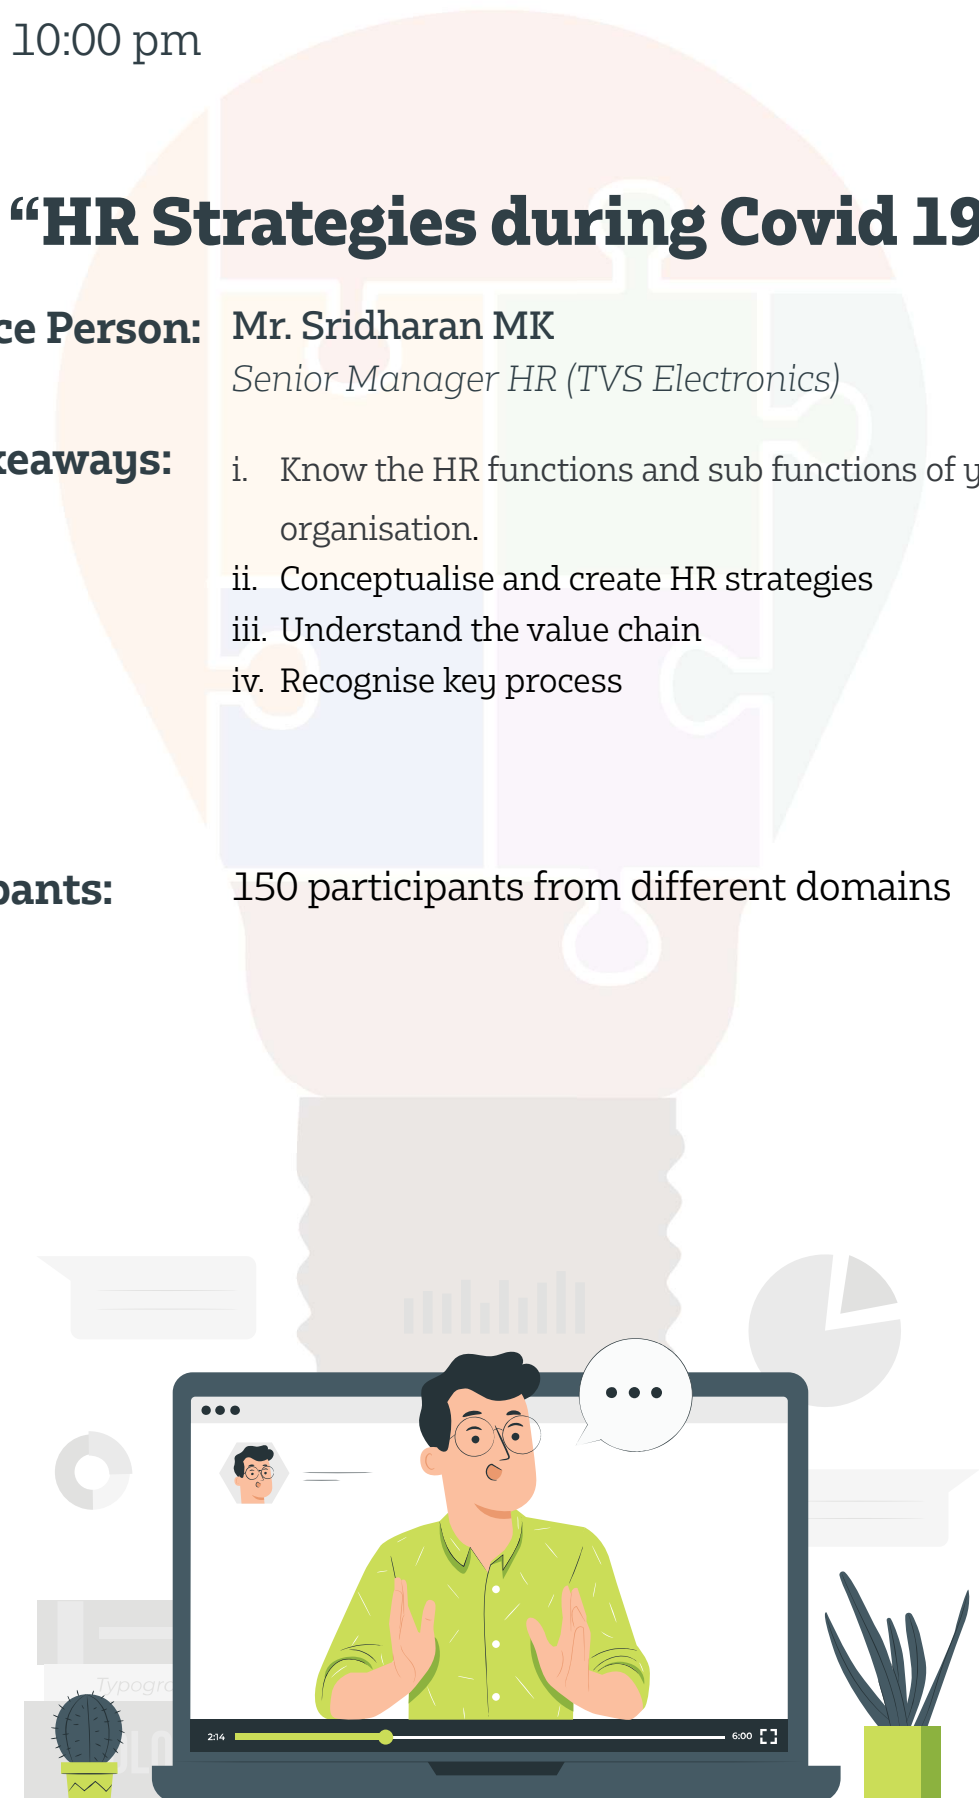 10:00 pm
“HR Strategies during Covid 19
ce Person: Mr. Sridharan MK
Senior Manager HR (TVS Electronics)
keaways: i. Know the HR functions and sub functions of y
organisation.
ii. Conceptualise and create HR strategies
iii. Understand the value chain
iv. Recognise key process
pants: 150 participants from different domains
Typogra
2:14 6:00